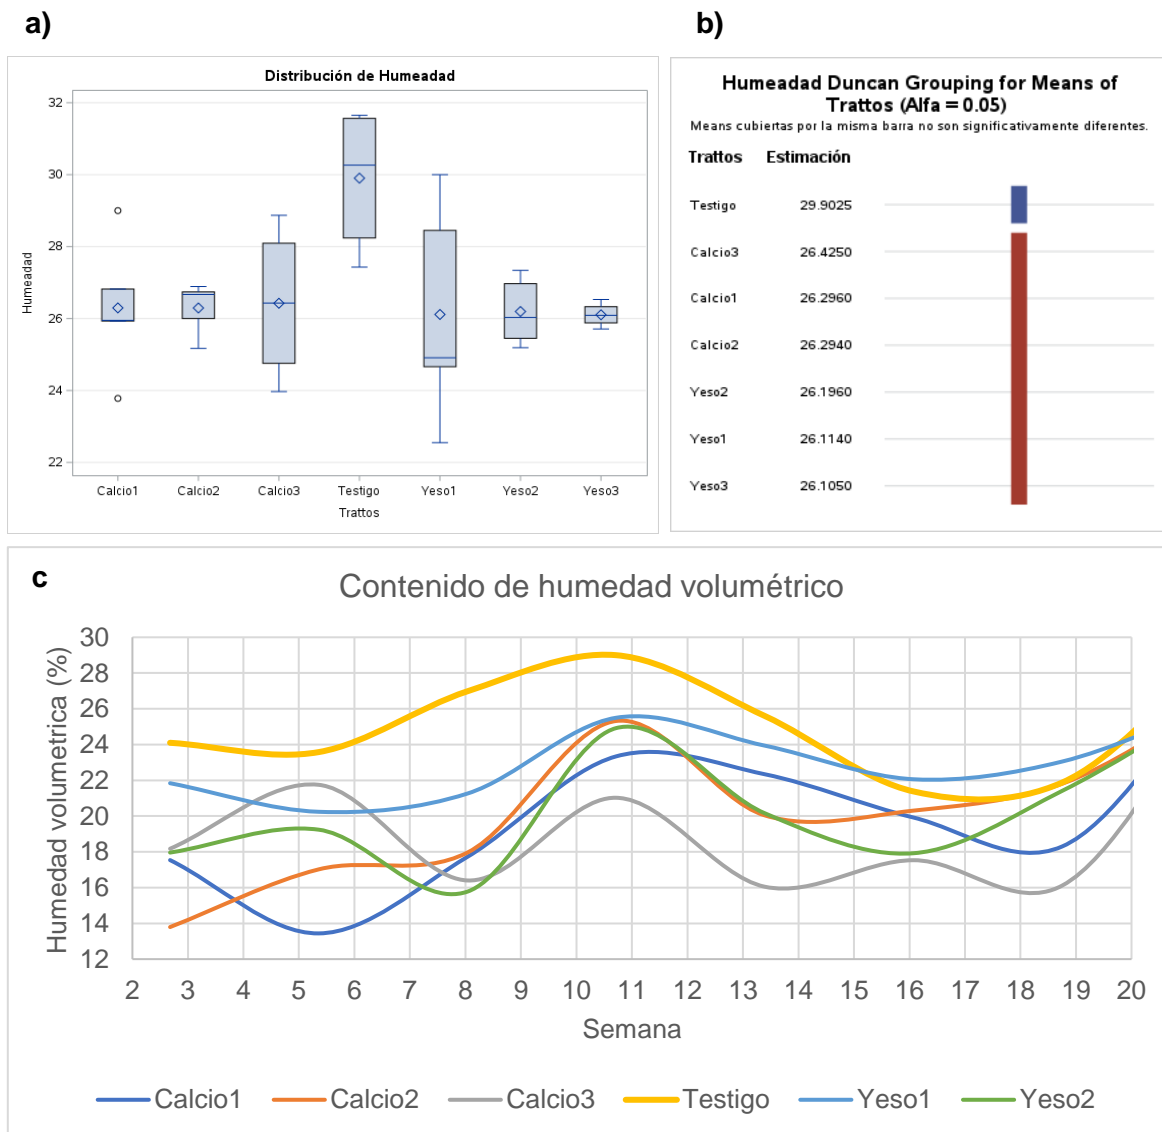 a)
b)
Distribución de Humeadad
32
30
28
26
24
22
Humeadad
Calcio1 Calcio2 Calcio3 Testigo Yeso1 Yeso2 Yeso3
Trattos
Humeadad Duncan Grouping for Means of
Trattos (Alfa = 0.05)
Means cubiertas por la misma barra no son significativamente diferentes.
Trattos Estimación
Testigo 29.9025
Calcio3 26.4250
Calcio1 26.2960
Calcio2 26.2940
Yeso2 26.1960
Yeso1 26.1140
Yeso3 26.1050
c
Contenido de humedad volumétrico
30
28
26
24
22
20
18
16
14
12
Humedad volumetrica (%)
2 3 4 5 6 7 8 9 10 11 12 13 14 15 16 17 18 19 20
Semana
Calcio1 Calcio2 Calcio3 Testigo Yeso1 Yeso2